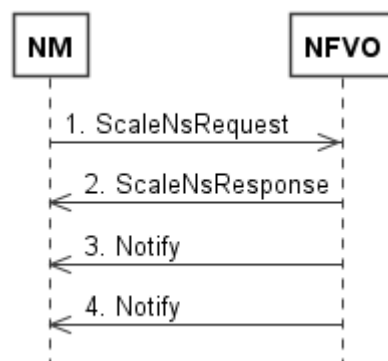 NM
NFVO
1. ScaleNsRequest
2. ScaleNsResponse
3. Notify
4. Notify